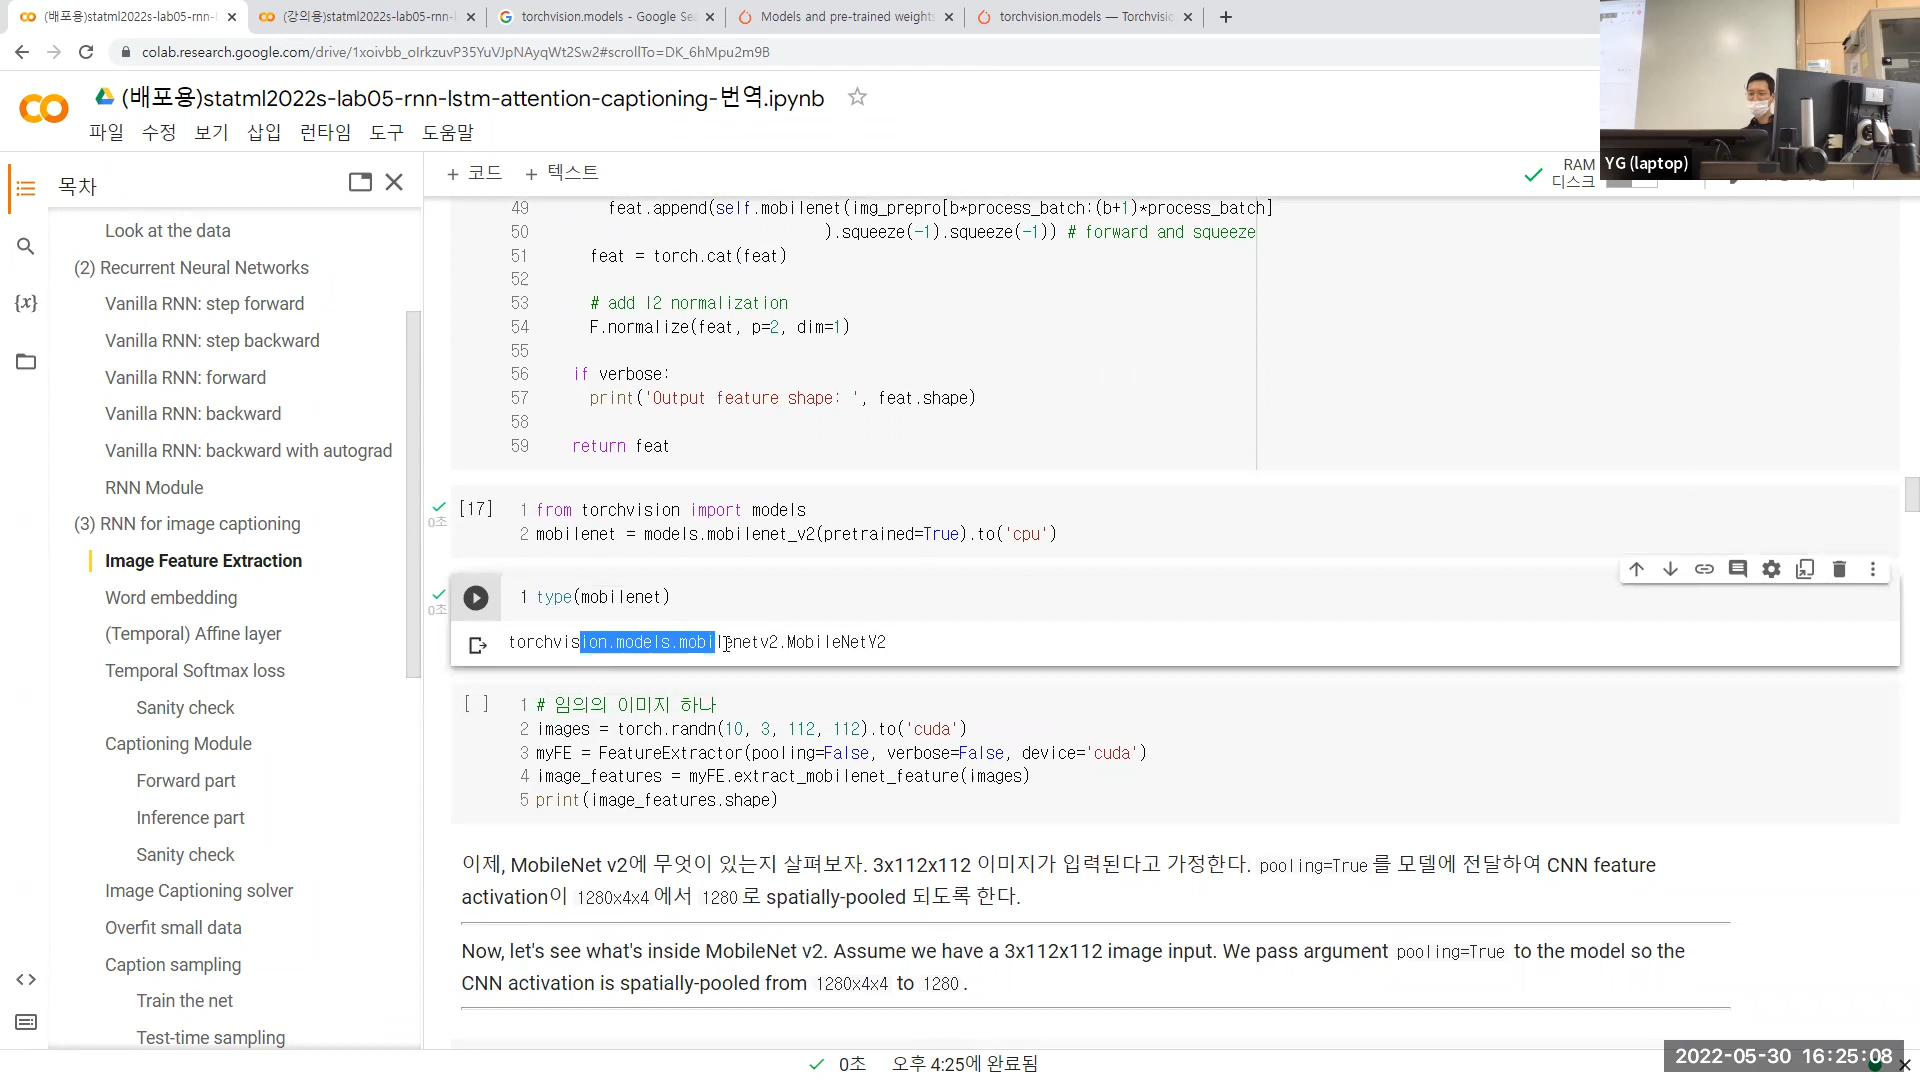 (배포용)statml2022s-lab05-rnn-l
(강의용)statml2022s-lab05-rnn-l
torchvision.models - Google Se
Models and pre-trained weights
torchvision.models — Torchvisio
colab.research.google.com/drive/1xoivbb_oIrkzuvP35YuVJpNAyqWt2Sw2#scrollTo=DK_6hMpu2m9B
(배포용)statml2022s-lab05-rnn-lstm-attention-captioning-번역.ipynb
파일 수정 보기 삽입 런타임 도구 도움말
YG (laptop)
목차
+ 코드 + 텍스트
RAM
디스크
Look at the data
(2) Recurrent Neural Networks
Vanilla RNN: step forward
Vanilla RNN: step backward
Vanilla RNN: forward
Vanilla RNN: backward
Vanilla RNN: backward with autograd
RNN Module
(3) RNN for image captioning
Image Feature Extraction
Word embedding
(Temporal) Affine layer
Temporal Softmax loss
Sanity check
Captioning Module
Forward part
Inference part
Sanity check
Image Captioning solver
Overfit small data
Caption sampling
Train the net
Test-time sampling
49 feat.append(self.mobilenet(img_prepro[b*process_batch:(b+1)*process_batch]
50 ).squeeze(-1).squeeze(-1)) # forward and squeeze
51 feat = torch.cat(feat)
52
53 # add l2 normalization
54 F.normalize(feat, p=2, dim=1)
55
56 if verbose:
57 print('Output feature shape: ', feat.shape)
58
59 return feat
[17] 1 from torchvision import models
0초 2 mobilenet = models.mobilenet_v2(pretrained=True).to('cpu')
0초 1 type(mobilenet)
torchvision.models.mobilenetv2.MobileNetV2
[ ] 1 # 임의의 이미지 하나
2 images = torch.randn(10, 3, 112, 112).to('cuda')
3 myFE = FeatureExtractor(pooling=False, verbose=False, device='cuda')
4 image_features = myFE.extract_mobilenet_feature(images)
5 print(image_features.shape)
이제, MobileNet v2에 무엇이 있는지 살펴보자. 3x112x112 이미지가 입력된다고 가정한다. pooling=True 를 모델에 전달하여 CNN feature
activation이 1280x4x4 에서 1280 로 spatially-pooled 되도록 한다.
Now, let's see what's inside MobileNet v2. Assume we have a 3x112x112 image input. We pass argument pooling=True to the model so the
CNN activation is spatially-pooled from 1280x4x4 to 1280 .
0초 오후 4:25에 완료됨
2022-05-30 16:25:08